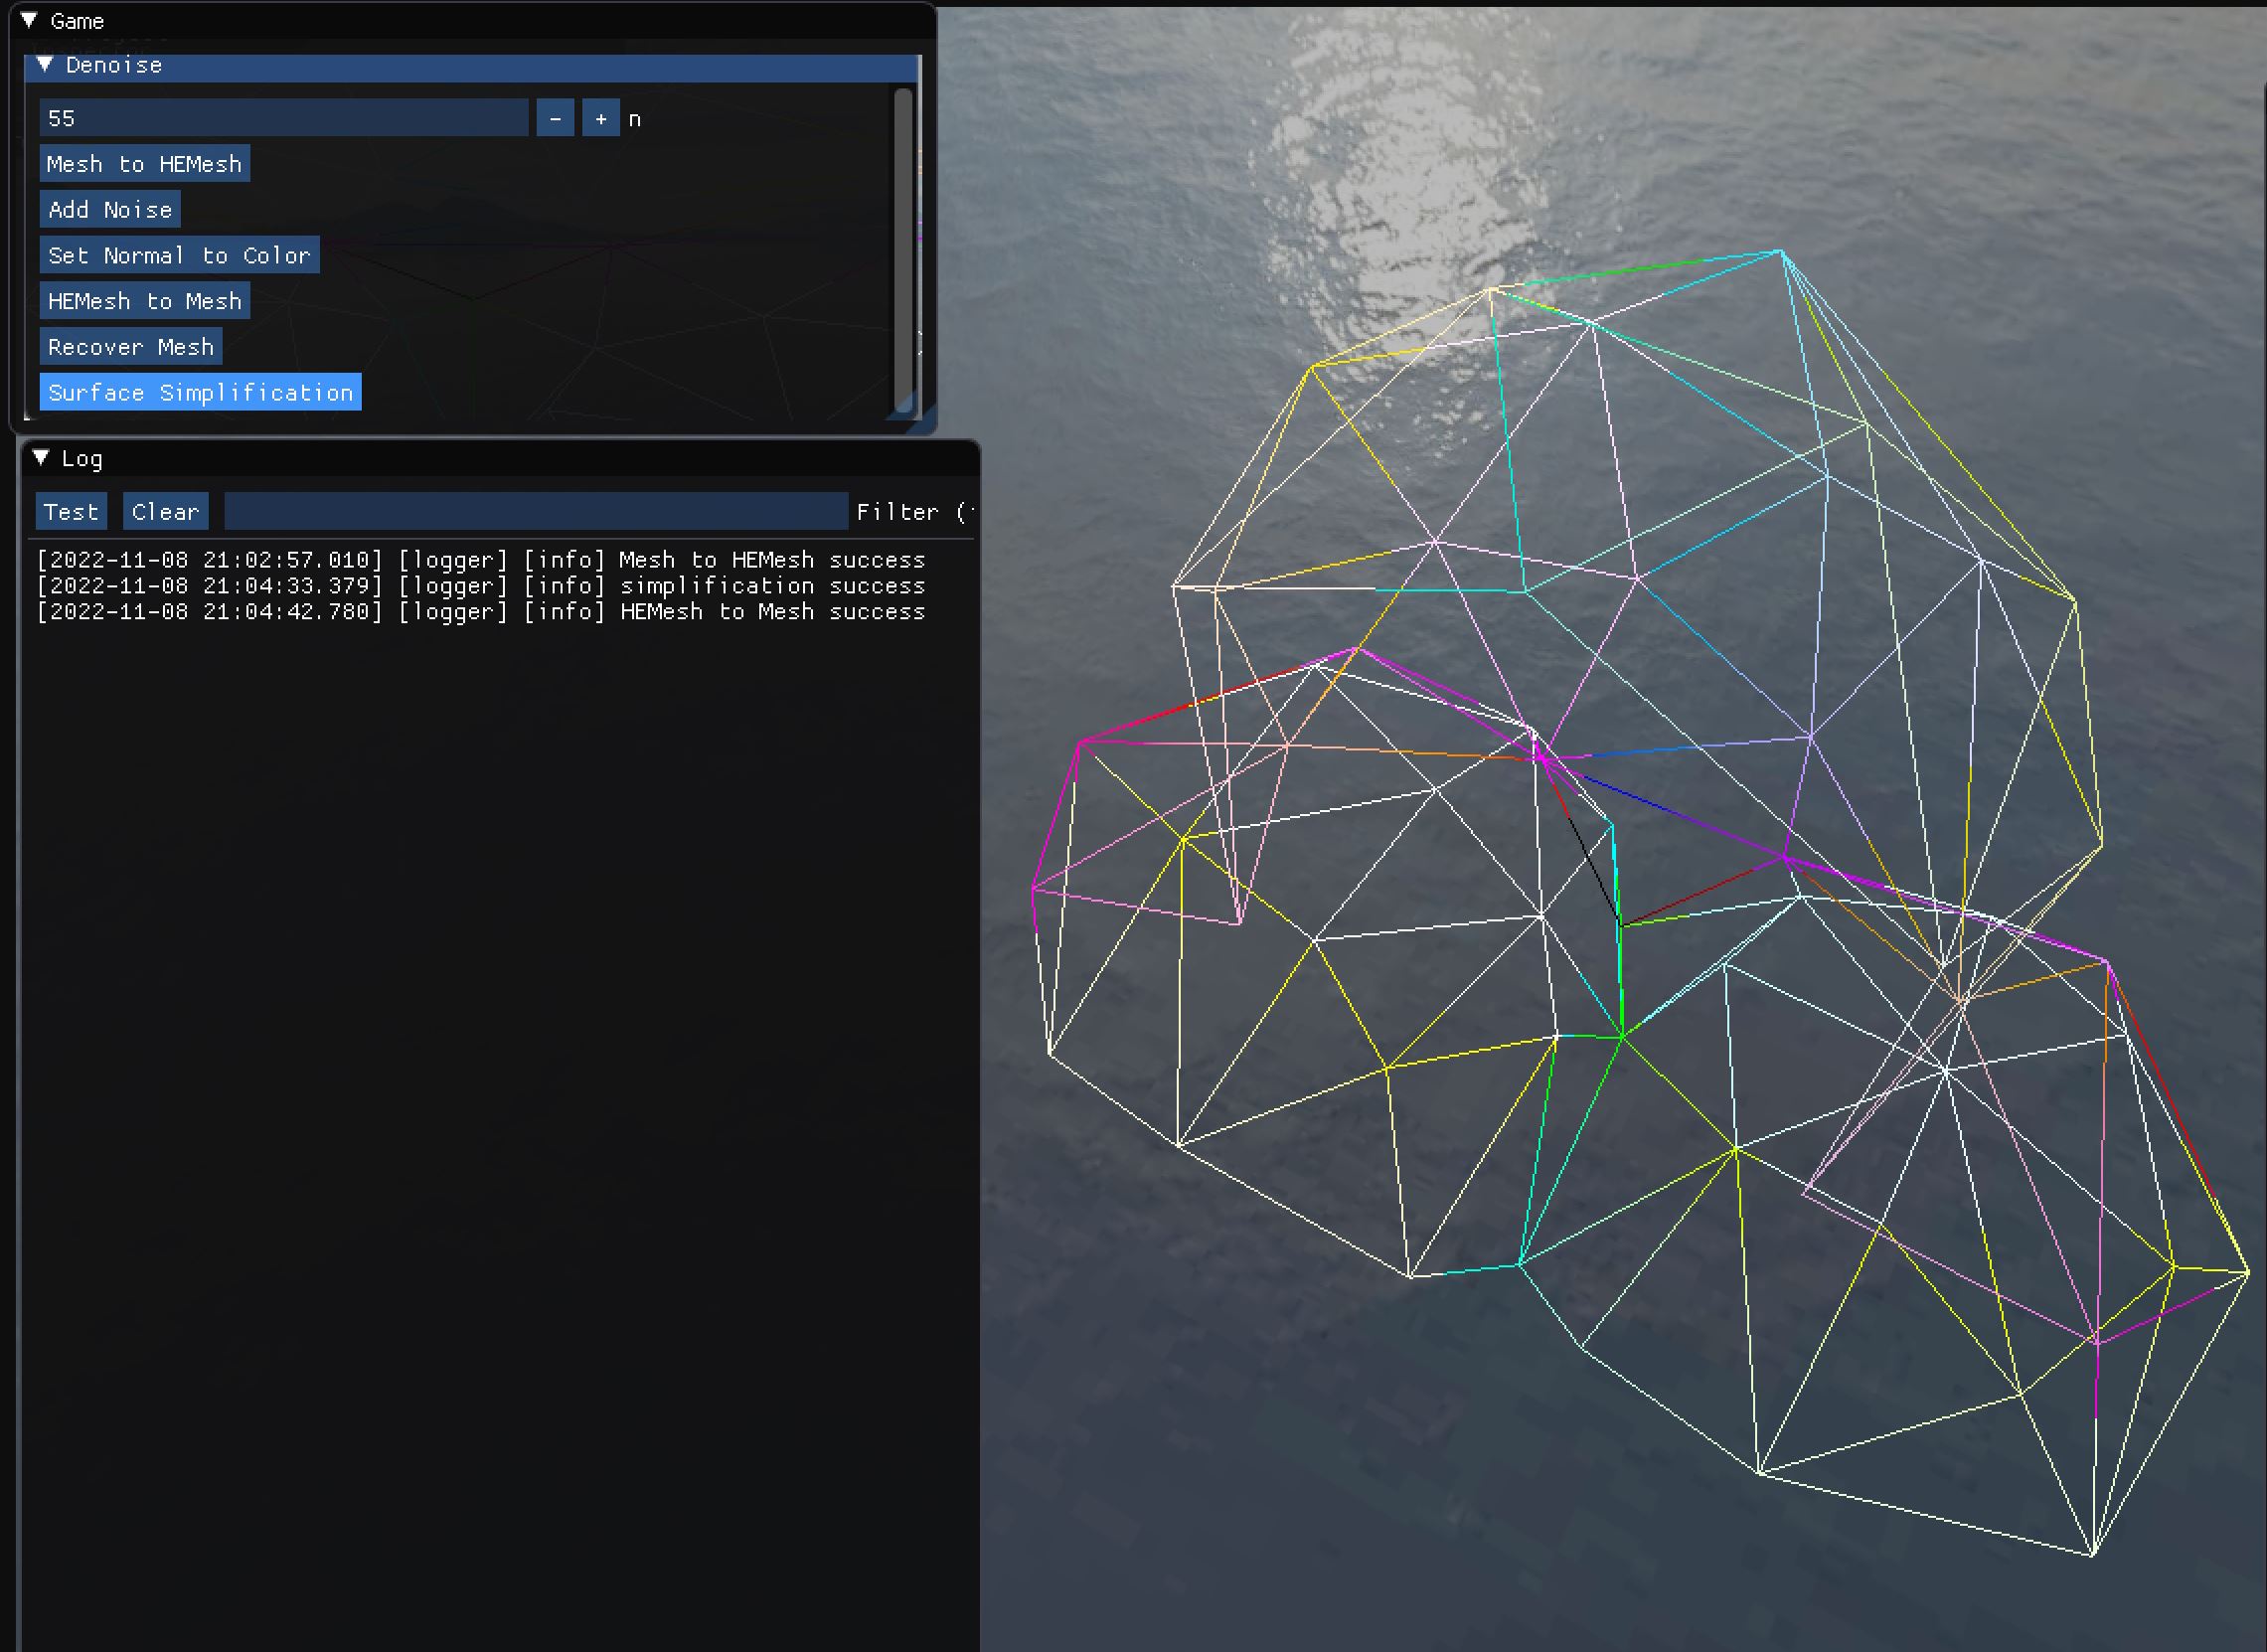 Game
Denoise
55 - + n
Mesh to HEMesh
Add Noise
Set Normal to Color
HEMesh to Mesh
Recover Mesh
Surface Simplification
Log
Test Clear Filter (
[2022-11-08 21:02:57.010] [logger] [info] Mesh to HEMesh success
[2022-11-08 21:04:33.379] [logger] [info] simplification success
[2022-11-08 21:04:42.780] [logger] [info] HEMesh to Mesh success